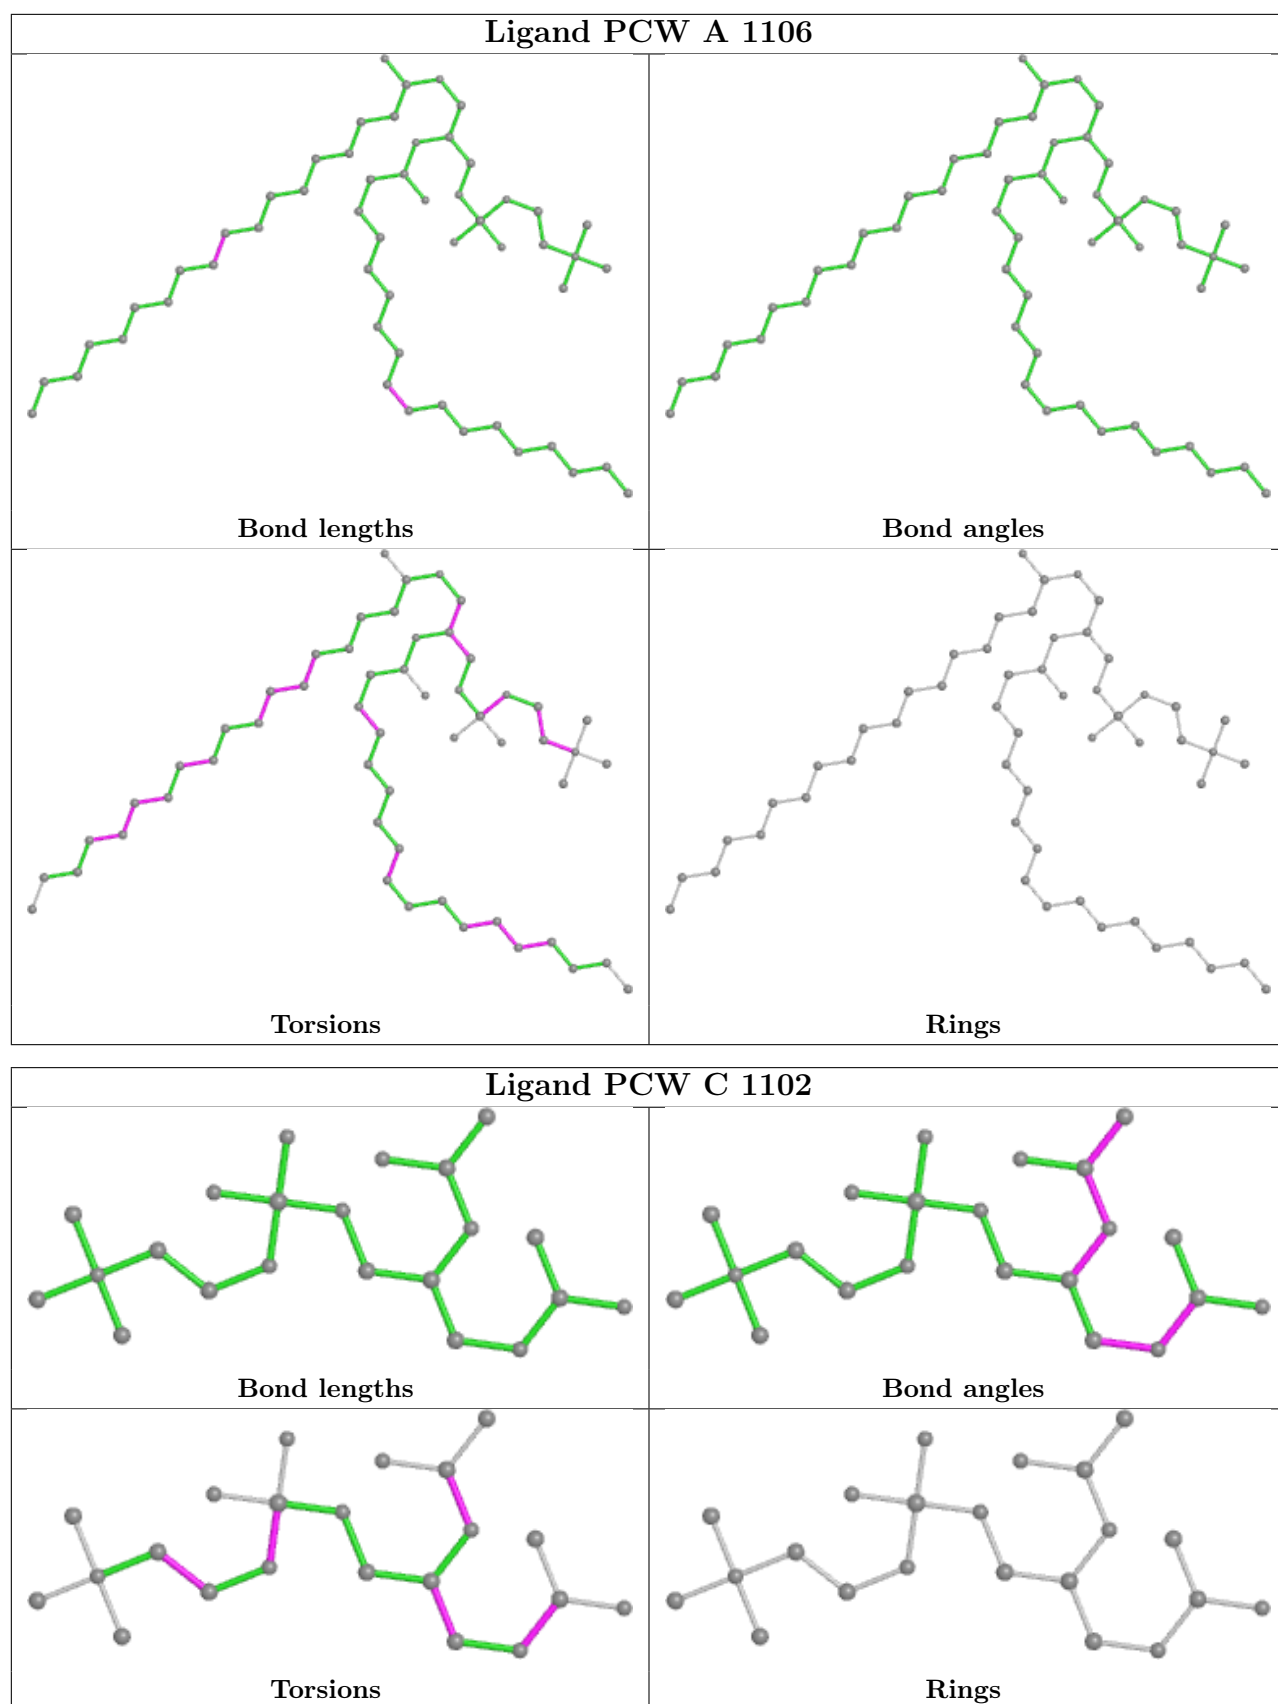 Ligand PCW A 1106
Bond lengths
Bond angles
Torsions
Rings
Ligand PCW C 1102
Bond lengths
Bond angles
Torsions
Rings